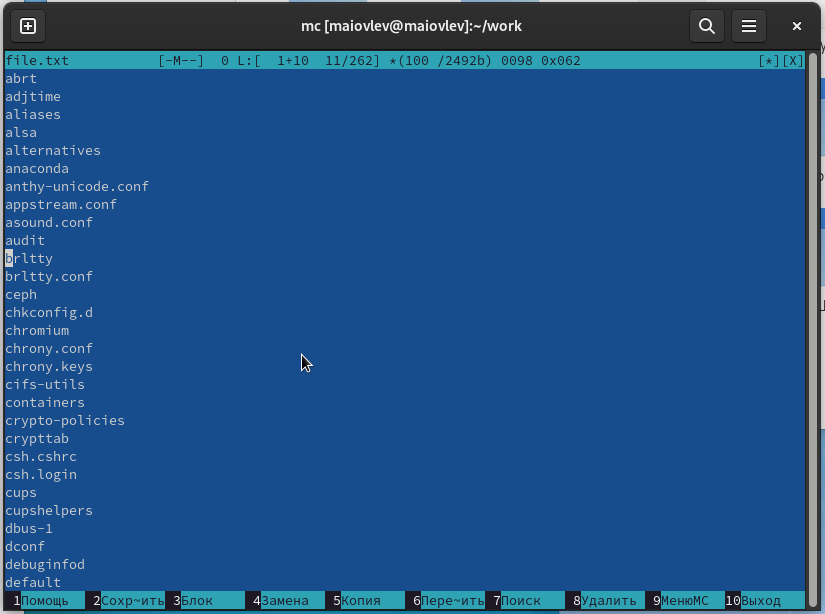 mc [maiovlev@maiovlev]:~/work
file.txt [-M--] 0 L:[ 1+10 11/262] *(100 /2492b) 0098 0x062 [*][X]
abrt
adjtime
aliases
alsa
alternatives
anaconda
anthy-unicode.conf
appstream.conf
asound.conf
audit
brltty
brltty.conf
ceph
chkconfig.d
chromium
chrony.conf
chrony.keys
cifs-utils
containers
crypto-policies
crypttab
csh.cshrc
csh.login
cups
cupshelpers
dbus-1
dconf
debuginfod
default
1Помощь 2Сохр~ить 3Блок 4Замена 5Копия 6Пере~ить 7Поиск 8Удалить 9МенюMC 10Выход